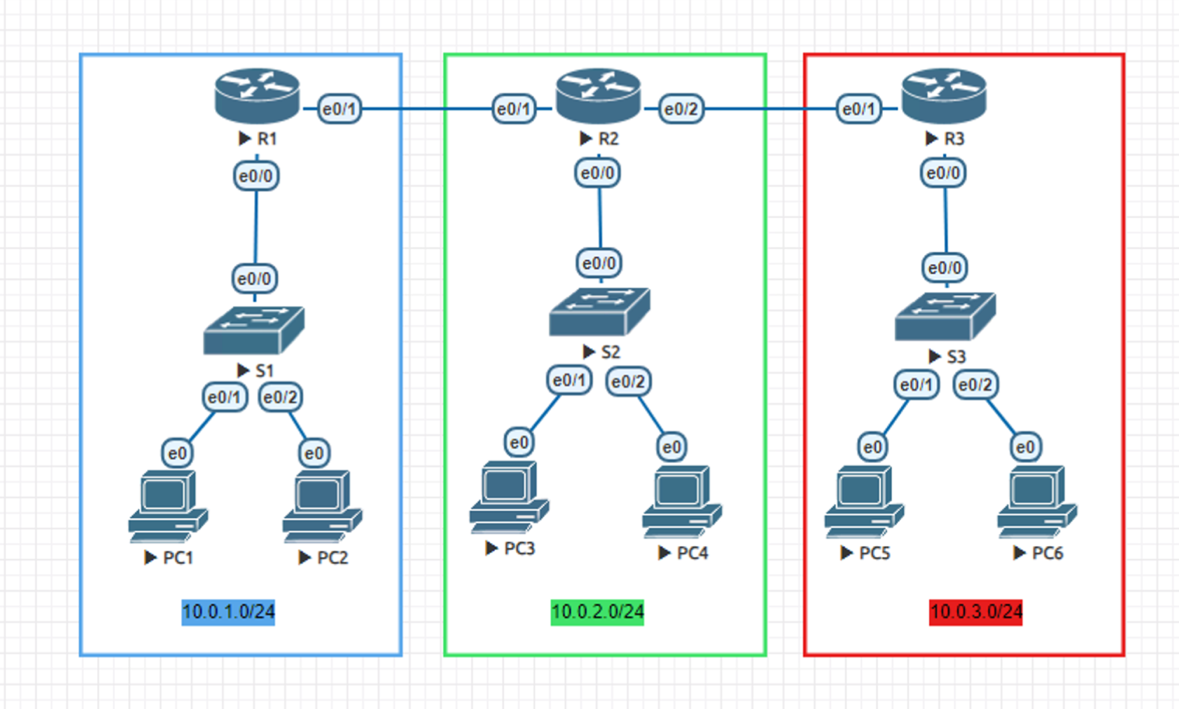 e0/1 e0/1 e0/2 e0/1
R1 R2 R3
e0/0 e0/0 e0/0
e0/0 e0/0 e0/0
S1 S2 S3
e0/1 e0/2 e0/1 e0/2 e0/1 e0/2
e0 e0 e0 e0 e0 e0
PC1 PC2 PC3 PC4 PC5 PC6
10.0.1.0/24 10.0.2.0/24 10.0.3.0/24